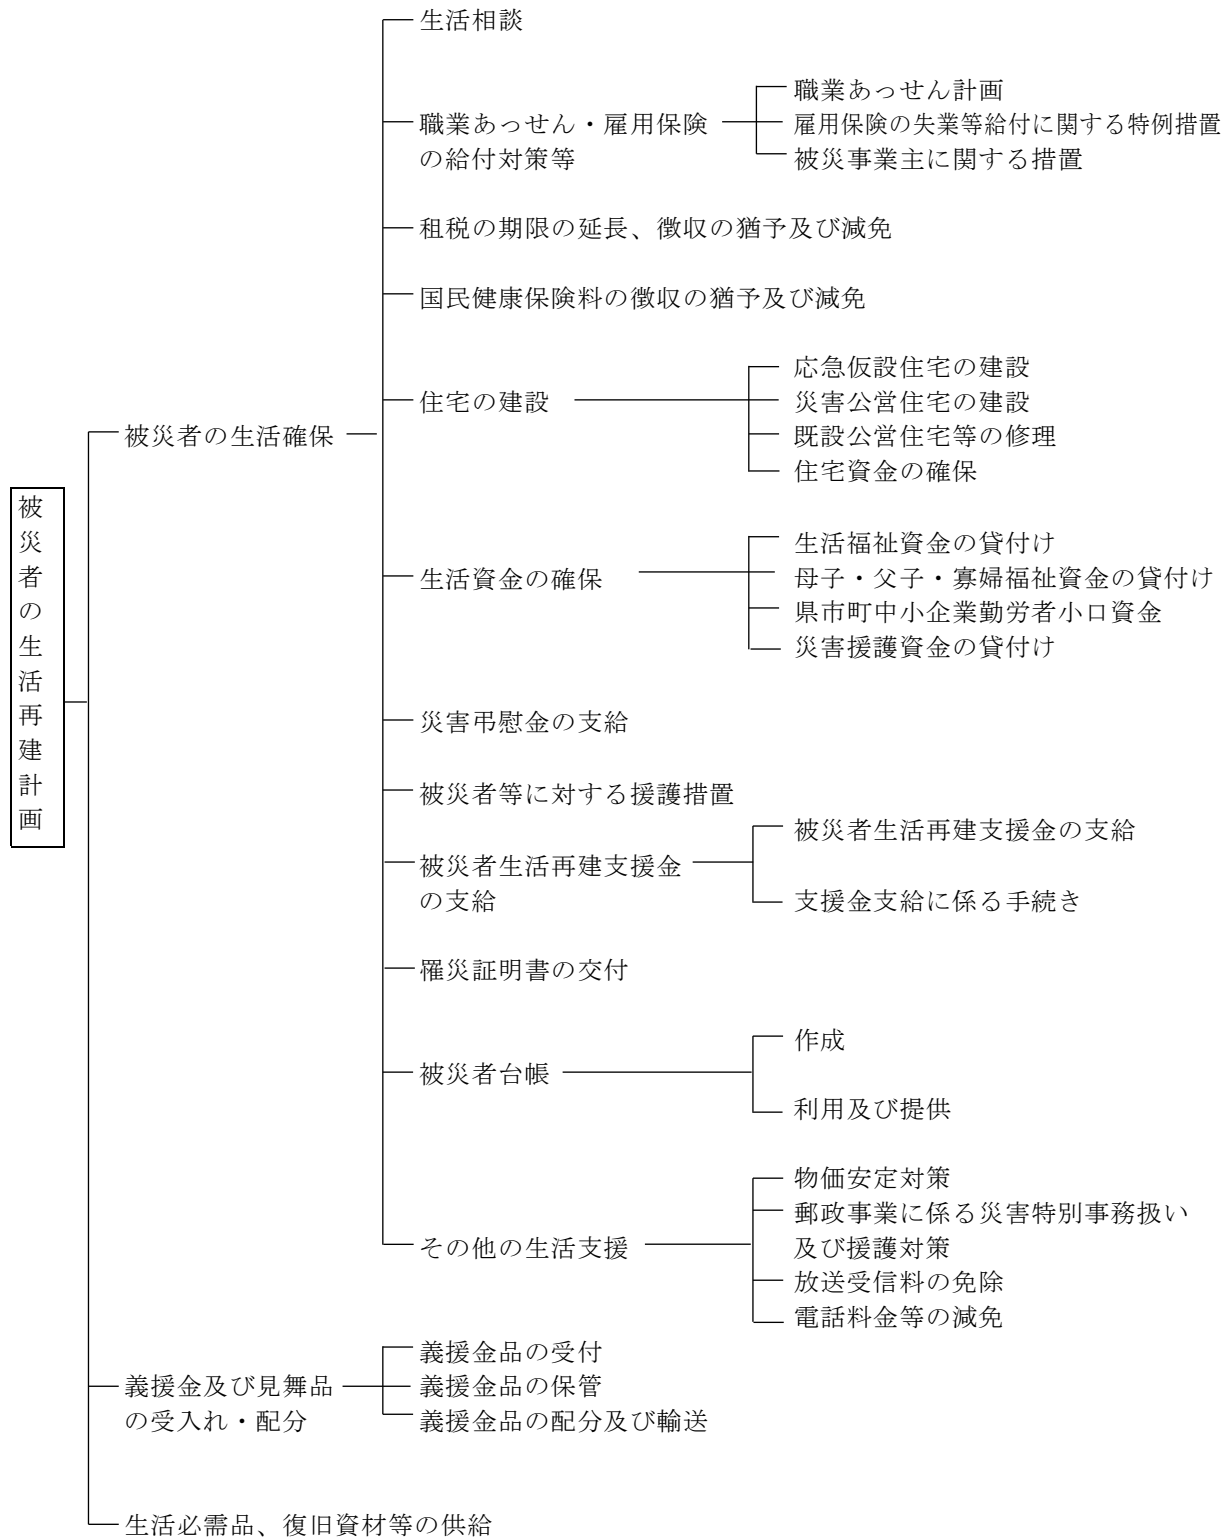 被災者の生活再建計画
被災者の生活確保
生活相談
職業あっせん・雇用保険
の給付対策等
職業あっせん計画
雇用保険の失業等給付に関する特例措置
被災事業主に関する措置
租税の期限の延長、徴収の猶予及び減免
国民健康保険料の徴収の猶予及び減免
住宅の建設
応急仮設住宅の建設
災害公営住宅の建設
既設公営住宅等の修理
住宅資金の確保
生活資金の確保
生活福祉資金の貸付け
母子・父子・寡婦福祉資金の貸付け
県市町中小企業勤労者小口資金
災害援護資金の貸付け
災害弔慰金の支給
被災者等に対する援護措置
被災者生活再建支援金
の支給
被災者生活再建支援金の支給
支援金支給に係る手続き
罹災証明書の交付
被災者台帳
作成
利用及び提供
その他の生活支援
物価安定対策
郵政事業に係る災害特別事務扱い
及び援護対策
放送受信料の免除
電話料金等の減免
義援金及び見舞品
の受入れ・配分
義援金品の受付
義援金品の保管
義援金品の配分及び輸送
生活必需品、復旧資材等の供給